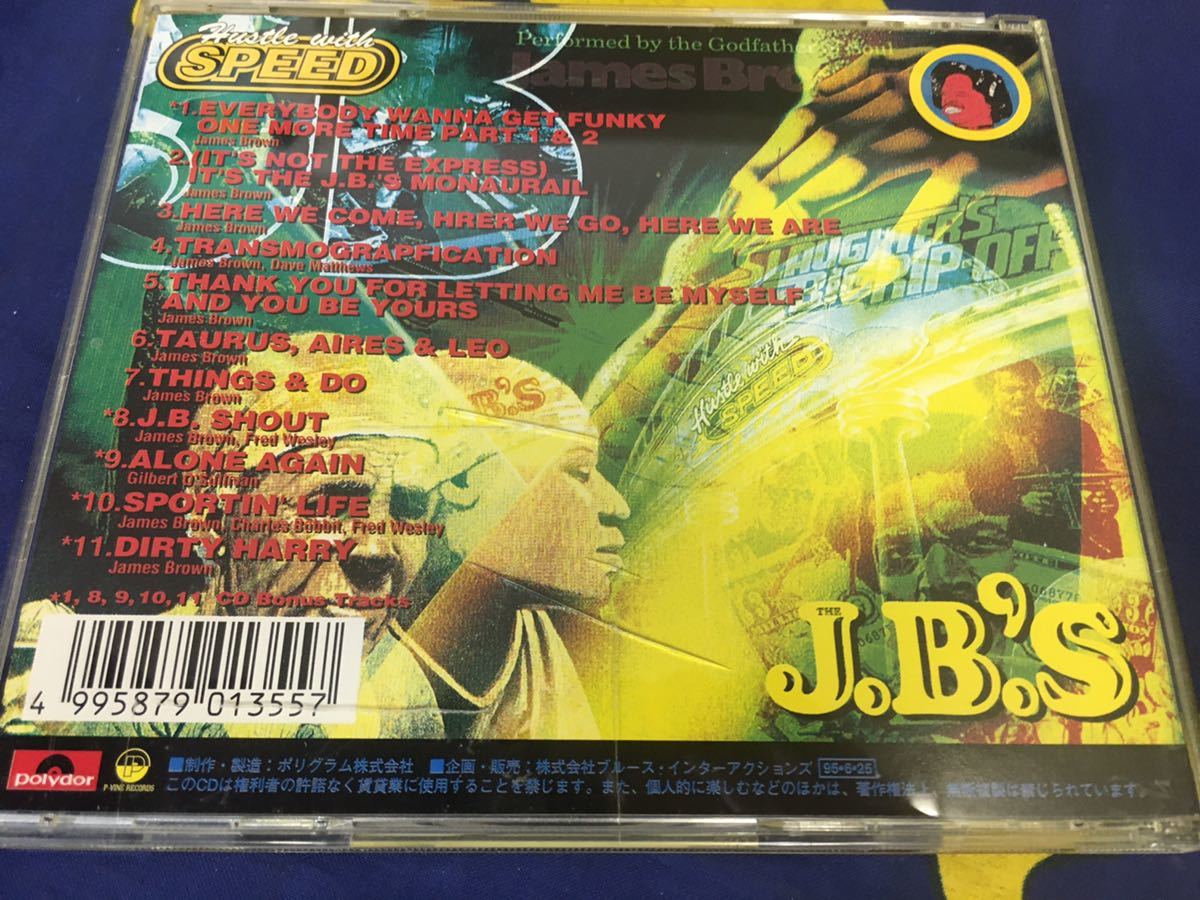 Hustle with
SPEED
Performed by the Godfather of Soul
James Brown
*1.EVERYBODY WANNA GET FUNKY
ONE MORE TIME PART 1 & 2
James Brown
2.(IT'S NOT THE EXPRESS)
IT'S THE J.B.'S MONAURAIL
James Brown
3.HERE WE COME, HRER WE GO, HERE WE ARE
James Brown
4.TRANSMOGRAPFICATION
James Brown, Dave Matthews
5.THANK YOU FOR LETTING ME BE MYSELF
AND YOU BE YOURS
James Brown
6.TAURUS, AIRES & LEO
James Brown
7.THINGS & DO
James Brown
*8.J.B. SHOUT
James Brown, Fred Wesley
*9.ALONE AGAIN
Gilbert O'Sullivan
*10.SPORTIN' LIFE
James Brown, Charles Bobbit, Fred Wesley
*11.DIRTY HARRY
James Brown
*1, 8, 9, 10, 11 CD Bonus Tracks
SLAUGHTER'S
BIG RIP-OFF
Hustle with
SPEED
B'S
THE
J.B.'S
4 995879 013557
polydor
P-VINE RECORDS
■制作・製造：ポリグラム株式会社 ■企画・販売：株式会社ブルース・インターアクションズ 95・6・25
このCDは権利者の許諾なく賃貸業に使用することを禁じます。また、個人的に楽しむなどのほかは、著作権法上、無断複製は禁じられています。